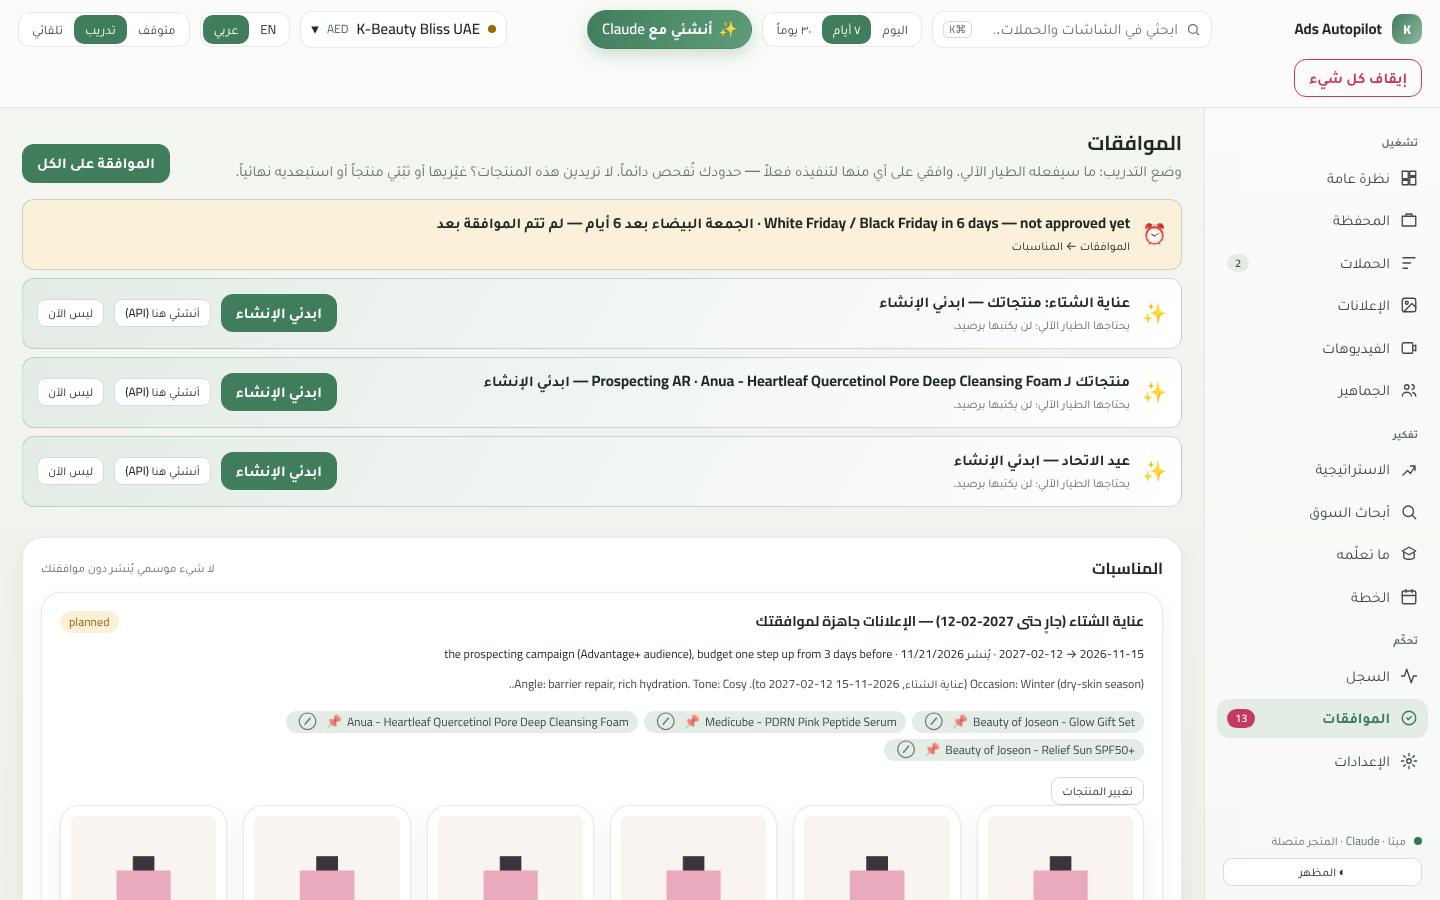 K
Ads Autopilot
ابحثي في الشاشات والحملات..
⌘K
اليوم
٧ أيام
٣٠ يوماً
✨ أنشئي مع Claude
K-Beauty Bliss UAE AED ▾
EN
عربي
متوقف
تدريب
تلقائي
إيقاف كل شيء
تشغيل
نظرة عامة
المحفظة
الحملات
2
الإعلانات
الفيديوهات
الجماهير
تفكير
الاستراتيجية
أبحاث السوق
ما تعلّمه
الخطة
تحكّم
السجل
الموافقات
13
الإعدادات
ميتا · Claude · المتجر متصلة
المظهر
الموافقات
وضع التدريب: ما سيفعله الطيار الآلي. وافقي على أي منها لتنفيذه فعلاً — حدودك تُفحص دائماً. لا تريدين هذه المنتجات؟ غيّريها أو ثبّتي منتجاً أو استبعديه نهائياً.
الموافقة على الكل
White Friday / Black Friday in 6 days — not approved yet · الجمعة البيضاء بعد 6 أيام — لم تتم الموافقة بعد
الموافقات ← المناسبات
عناية الشتاء: منتجاتك — ابدئي الإنشاء
يحتاجها الطيار الآلي: لن يكتبها برصيد.
ابدئي الإنشاء
أنشئي هنا (API)
ليس الآن
منتجاتك لـ Prospecting AR · Anua - Heartleaf Quercetinol Pore Deep Cleansing Foam — ابدئي الإنشاء
يحتاجها الطيار الآلي: لن يكتبها برصيد.
ابدئي الإنشاء
أنشئي هنا (API)
ليس الآن
عيد الاتحاد — ابدئي الإنشاء
يحتاجها الطيار الآلي: لن يكتبها برصيد.
ابدئي الإنشاء
أنشئي هنا (API)
ليس الآن
المناسبات
لا شيء موسمي يُنشر دون موافقتك
عناية الشتاء (جارٍ حتى 2027-02-12) — الإعلانات جاهزة لموافقتك
planned
2026-11-15 → 2027-02-12 · يُنشر 11/21/2026 · the prospecting campaign (Advantage+ audience), budget one step up from 3 days before
Occasion: Winter (dry-skin season) (عناية الشتاء, 2026-11-15 to 2027-02-12). Angle: barrier repair, rich hydration. Tone: Cosy..
Beauty of Joseon - Glow Gift Set
Medicube - PDRN Pink Peptide Serum
Anua - Heartleaf Quercetinol Pore Deep Cleansing Foam
Beauty of Joseon - Relief Sun SPF50+
تغيير المنتجات